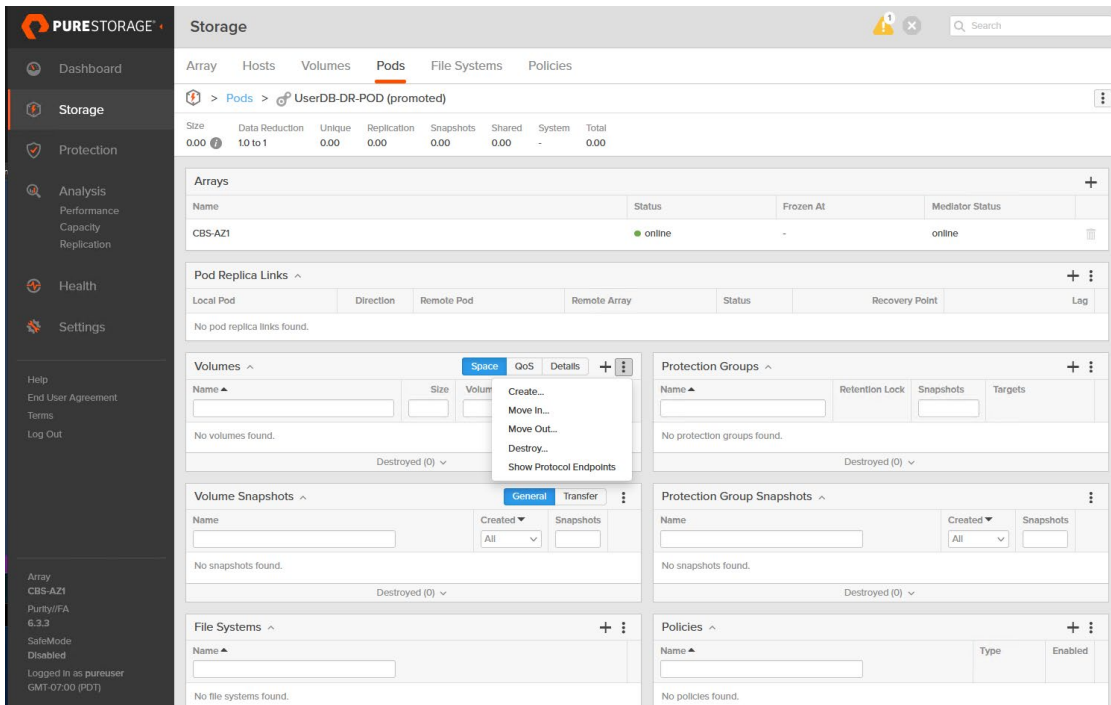 PURESTORAGE®
Dashboard
Storage
Protection
Analysis
Performance
Capacity
Replication
Health
Settings
Help
End User Agreement
Terms
Log Out
Array
CBS-AZ1
Purity//FA
6.3.3
SafeMode
Disabled
Logged in as pureuser
GMT-07:00 (PDT)
Storage
1
Search
Array Hosts Volumes Pods File Systems Policies
> Pods > UserDB-DR-POD (promoted)
Size Data Reduction Unique Replication Snapshots Shared System Total
0.00 1.0 to 1 0.00 0.00 0.00 0.00 - 0.00
Arrays
Name Status Frozen At Mediator Status
CBS-AZ1 online - online
Pod Replica Links
Local Pod Direction Remote Pod Remote Array Status Recovery Point Lag
No pod replica links found.
Volumes Space QoS Details
Name Size Volum
Create...
Move In...
Move Out...
Destroy...
Show Protocol Endpoints
No volumes found.
Destroyed (0)
Protection Groups
Name Retention Lock Snapshots Targets
No protection groups found.
Destroyed (0)
Volume Snapshots General Transfer
Name Created Snapshots
All
No snapshots found.
Destroyed (0)
Protection Group Snapshots
Name Created Snapshots
All
No snapshots found.
Destroyed (0)
File Systems
Name
No file systems found.
Policies
Name Type Enabled
No policies found.